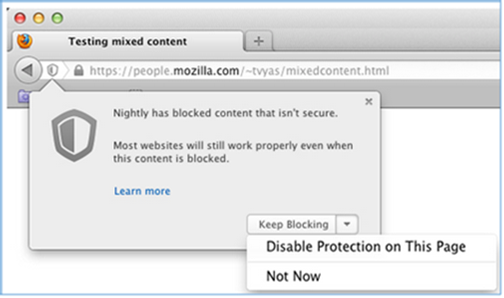 Testing mixed content
https://people.mozilla.com/~tvyas/mixedcontent.html
Nightly has blocked content that isn't secure.
Most websites will still work properly even when
this content is blocked.
Learn more
Keep Blocking
Disable Protection on This Page
Not Now